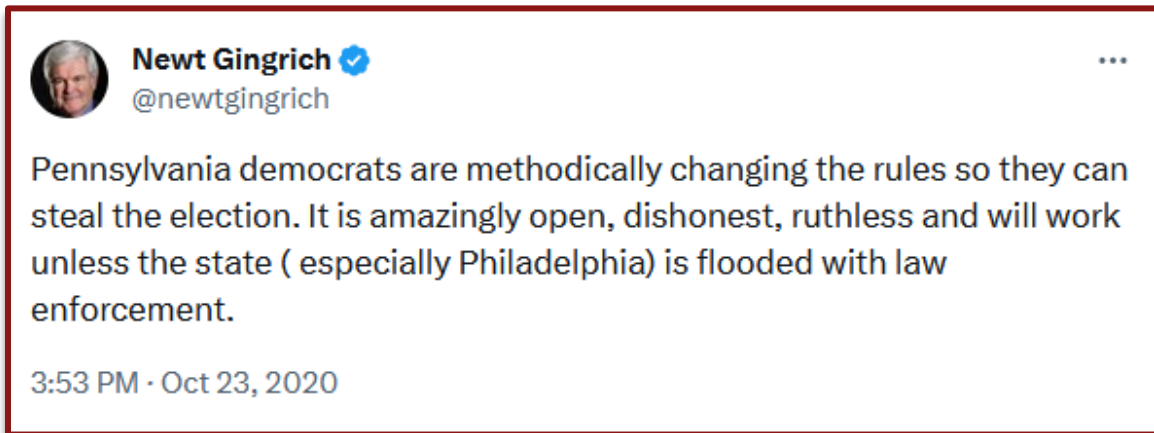 Newt Gingrich
@newtgingrich
Pennsylvania democrats are methodically changing the rules so they can
steal the election. It is amazingly open, dishonest, ruthless and will work
unless the state ( especially Philadelphia) is flooded with law
enforcement.
3:53 PM · Oct 23, 2020